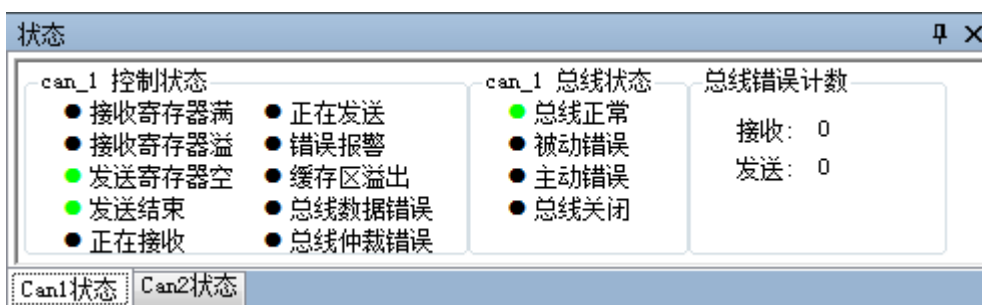 状态
can_1 控制状态
接收寄存器满
接收寄存器溢
发送寄存器空
发送结束
正在接收
正在发送
错误报警
缓存区溢出
总线数据错误
总线仲裁错误
can_1 总线状态
总线正常
被动错误
主动错误
总线关闭
总线错误计数
接收: 0
发送: 0
Can1状态
Can2状态